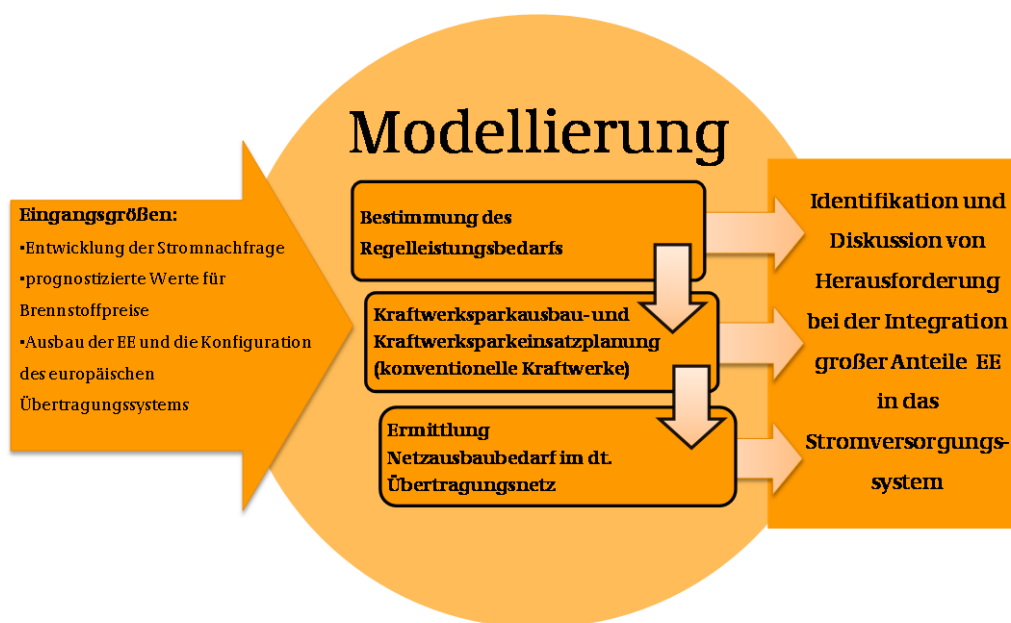 Modellierung
Eingangsgrößen:
•Entwicklung der Stromnachfrage
•prognostizierte Werte für
Brennstoffpreise
•Ausbau der EE und die Konfiguration
des europäischen
Übertragungssystems
Bestimmung des
Regelleistungsbedarfs
Kraftwerksparkausbau-und
Kraftwerksparkeinsatzplanung
(konventionelle Kraftwerke)
Ermittlung
Netzausbaubedarf im dt.
Übertragungsnetz
Identifikation und
Diskussion von
Herausforderung
bei der Integration
großer Anteile EE
in das
Stromversorgungs-
system